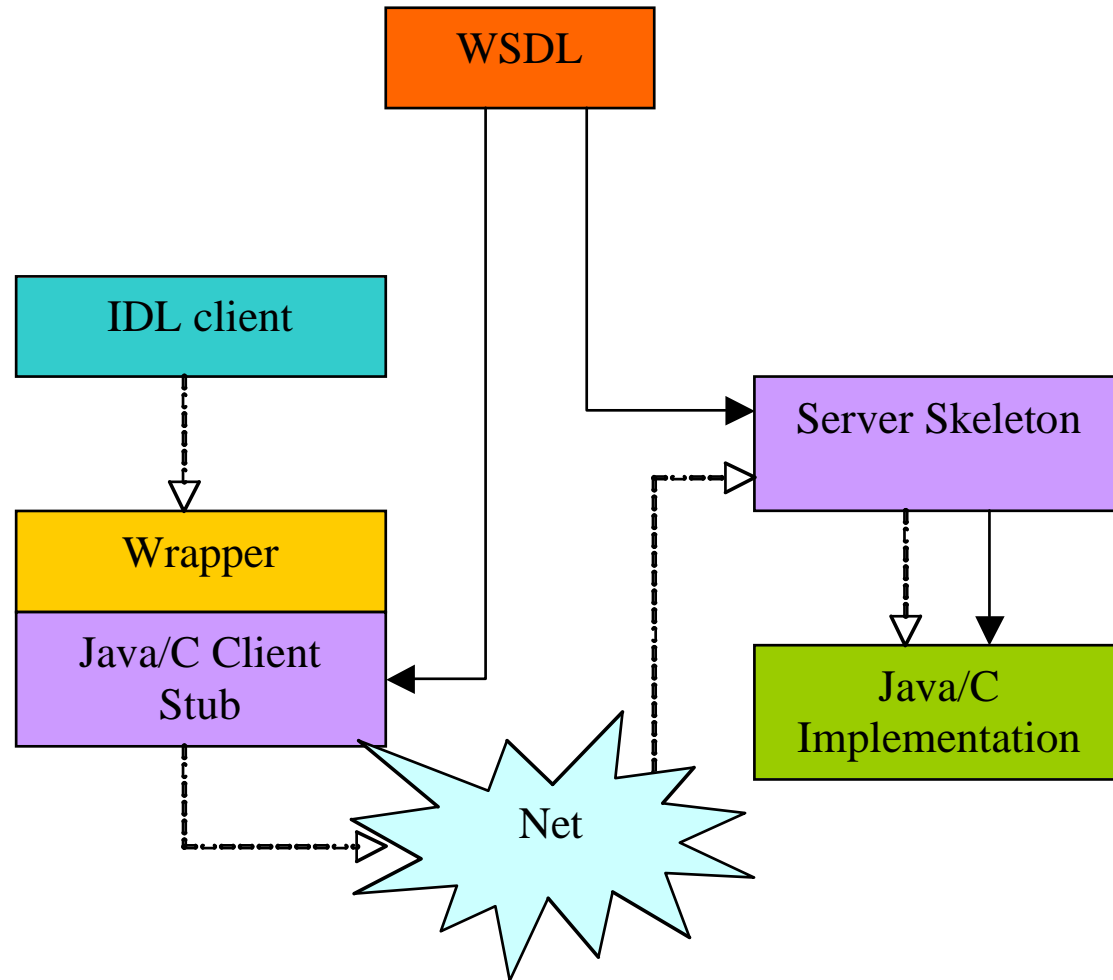 WSDL
IDL client
Server Skeleton
Wrapper
Java/C Client
Stub
Java/C
Implementation
Net